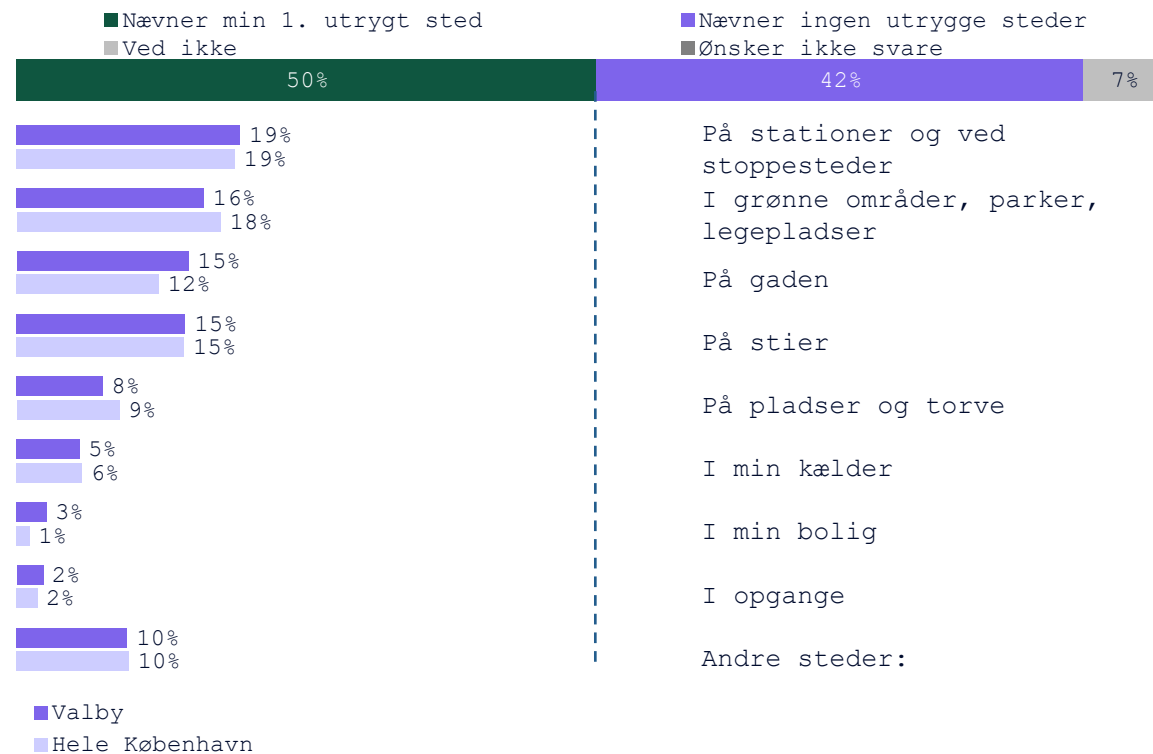 Nævner min 1. utrygt sted
Nævner ingen utrygge steder
Ved ikke
Ønsker ikke svare
50%
42%
7%
19%
19%
På stationer og ved
stoppesteder
16%
18%
I grønne områder, parker,
legepladser
15%
12%
På gaden
15%
15%
På stier
8%
9%
På pladser og torve
5%
6%
I min kælder
3%
1%
I min bolig
2%
2%
I opgange
10%
10%
Andre steder:
Valby
Hele København